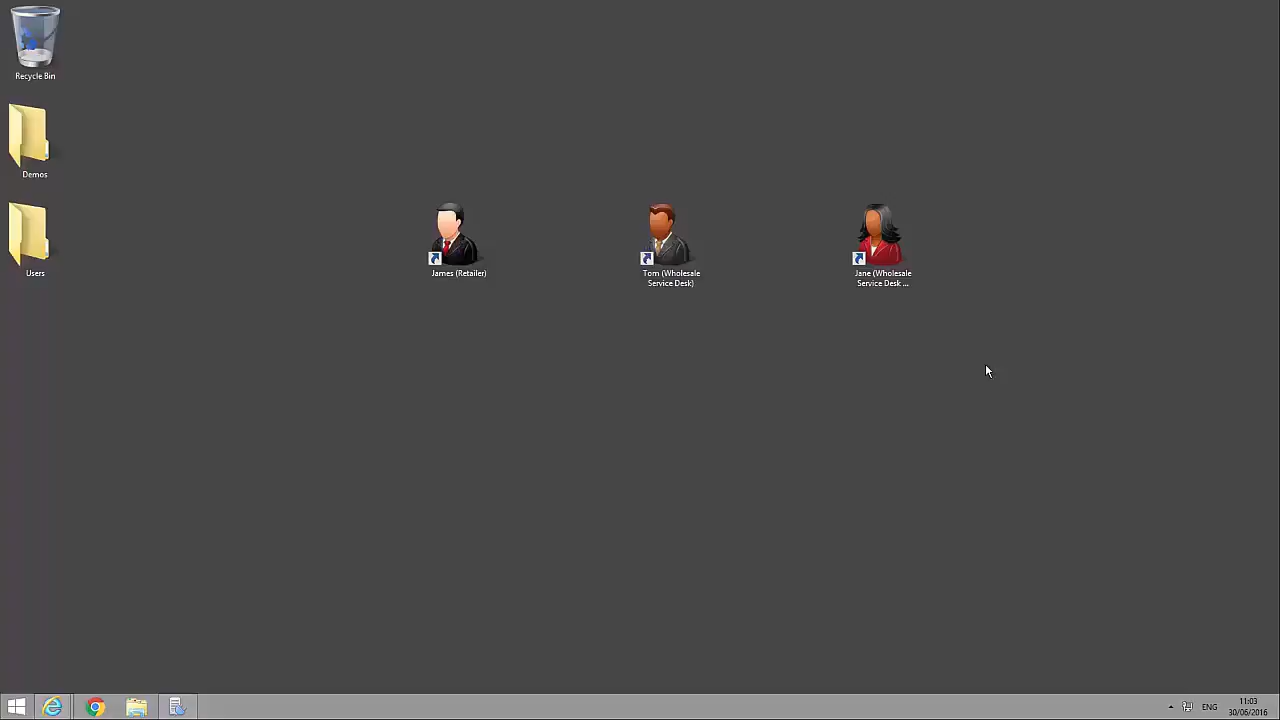 Recycle Bin
Demos
Users
James (Retailer)
Tom (Wholesale
Service Desk)
Jane (Wholesale
Service Desk ...
ENG
11:03
30/06/2016